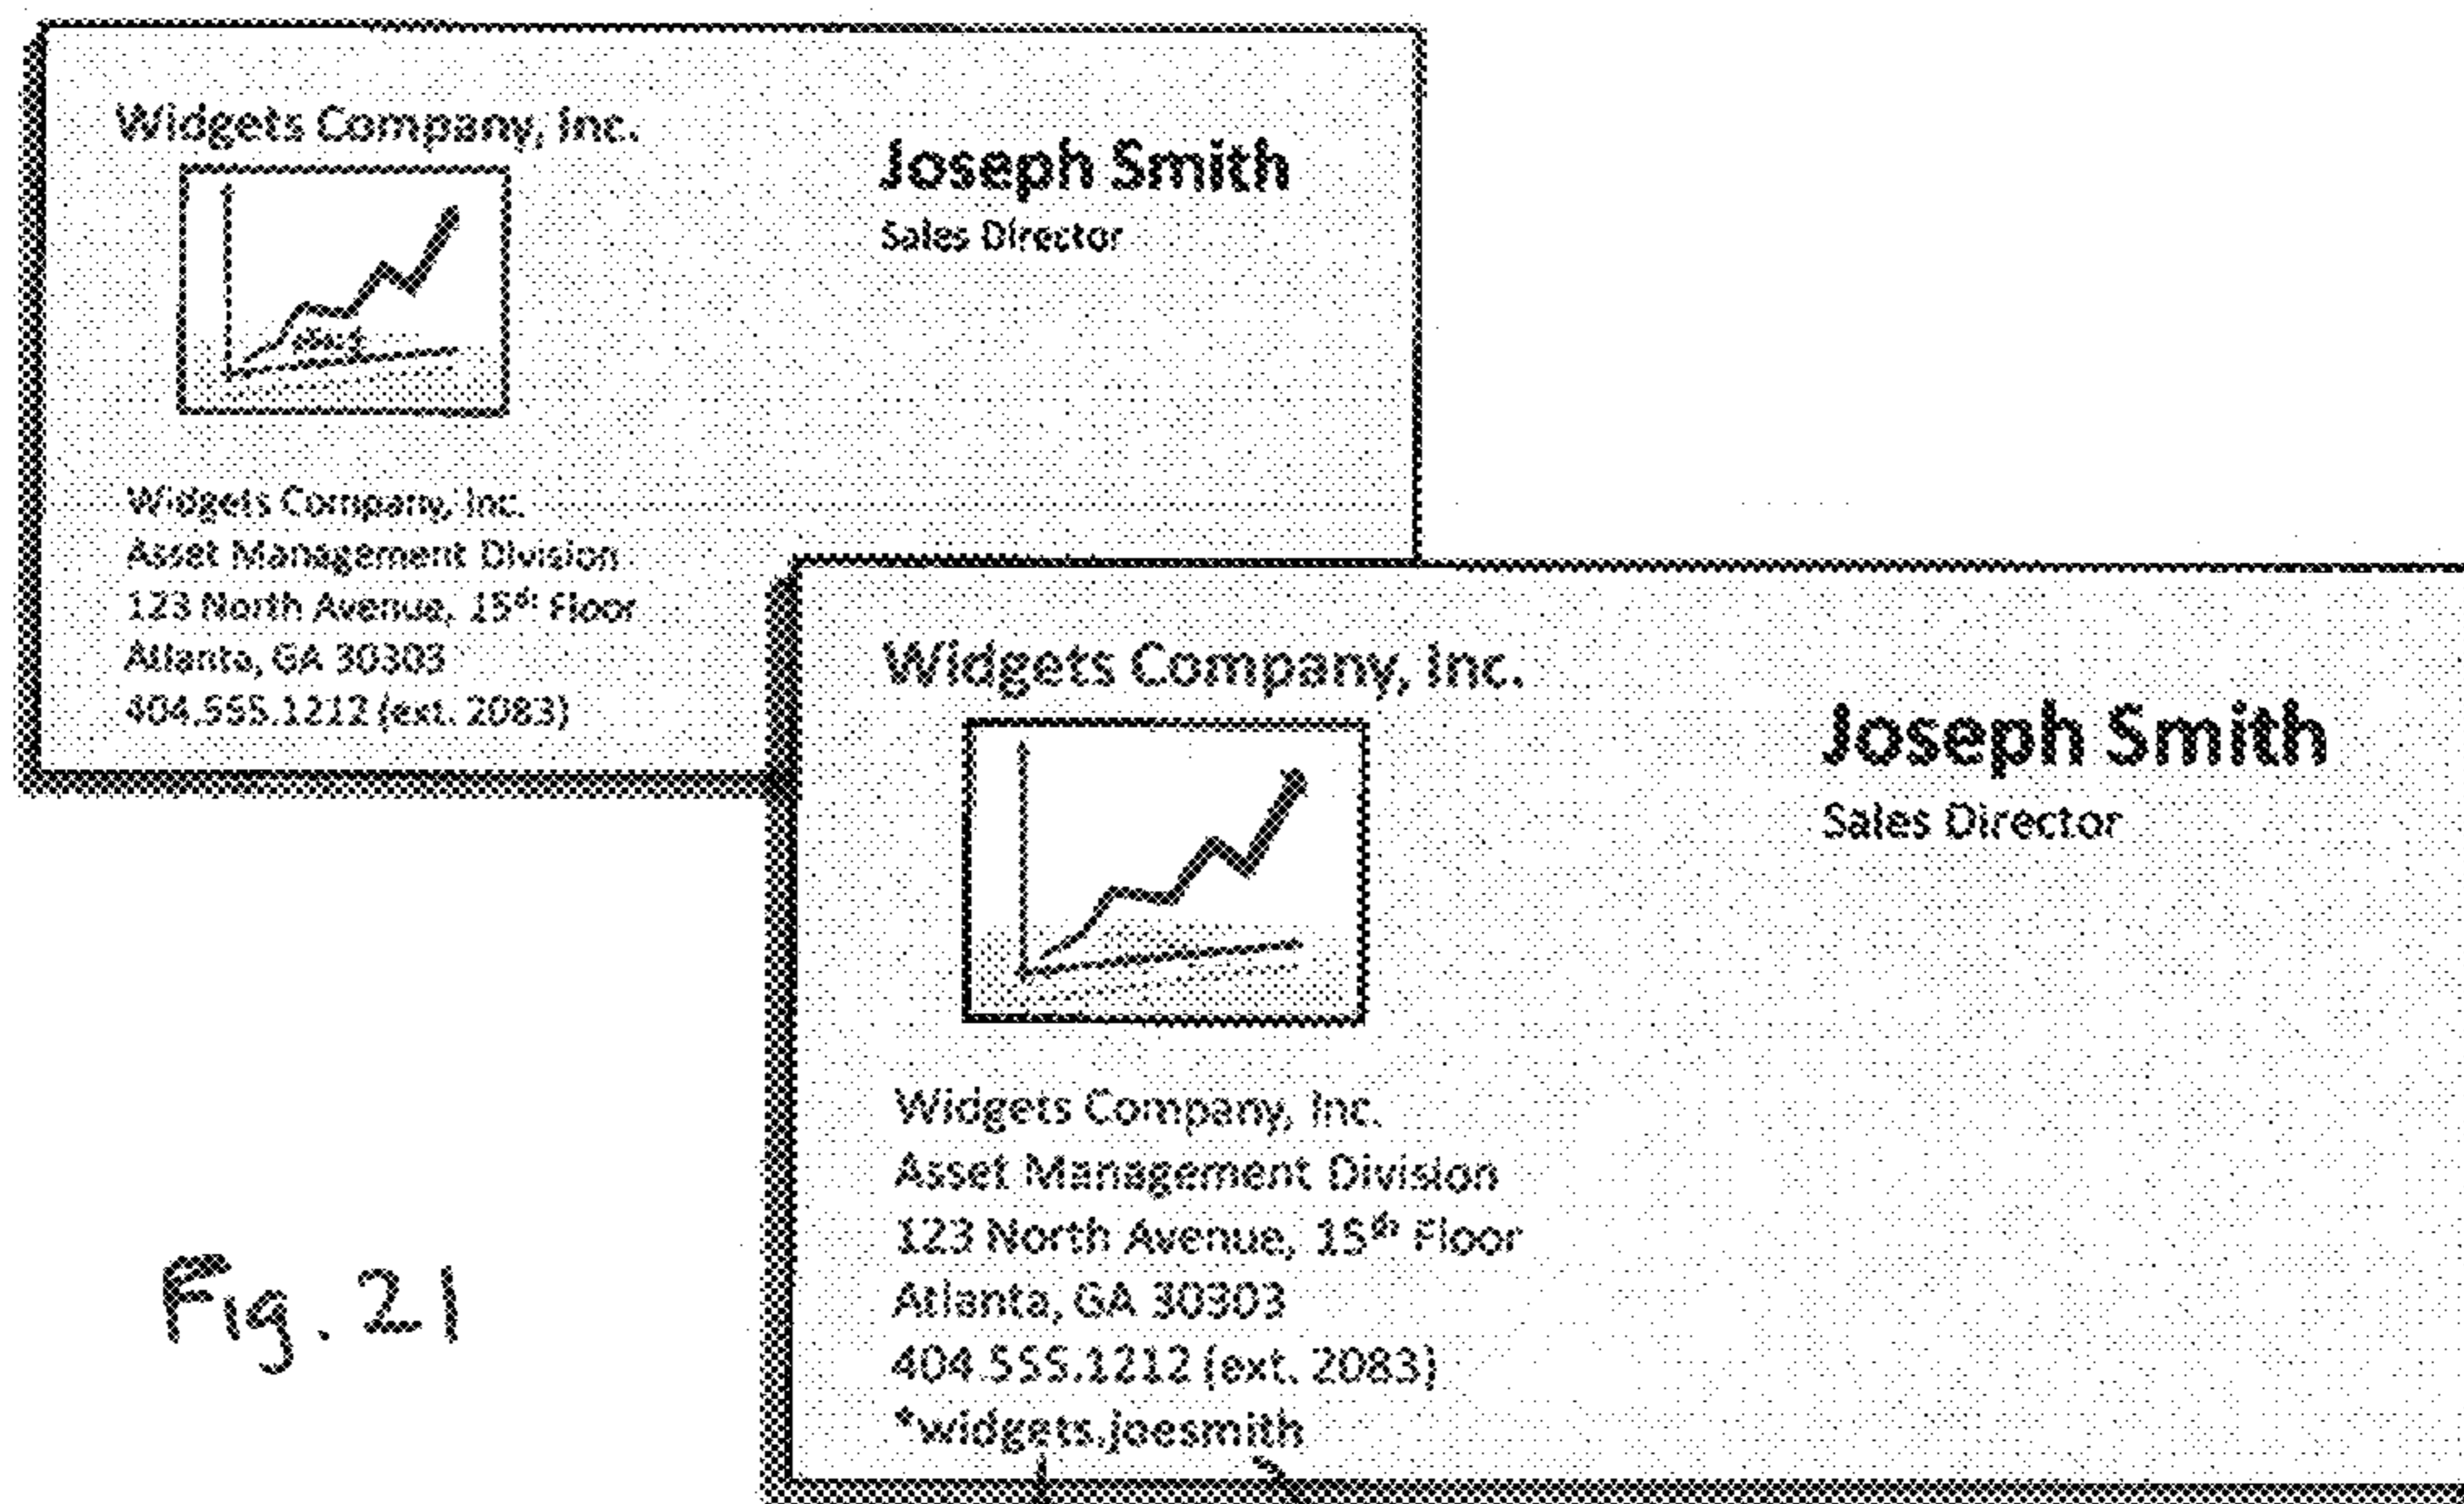 Widgets Company, Inc.
Joseph Smith
Sales Director
Widgets Company, Inc.
Asset Management Division
123 North Avenue, 15th Floor
Atlanta, GA 30303
404.555.1212 (ext. 2083)
Widgets Company, Inc.
Joseph Smith
Sales Director
Widgets Company, Inc.
Asset Management Division
123 North Avenue, 15th Floor
Atlanta, GA 30303
404.555.1212 (ext. 2083)
*widgets.joesmith
Fig. 21